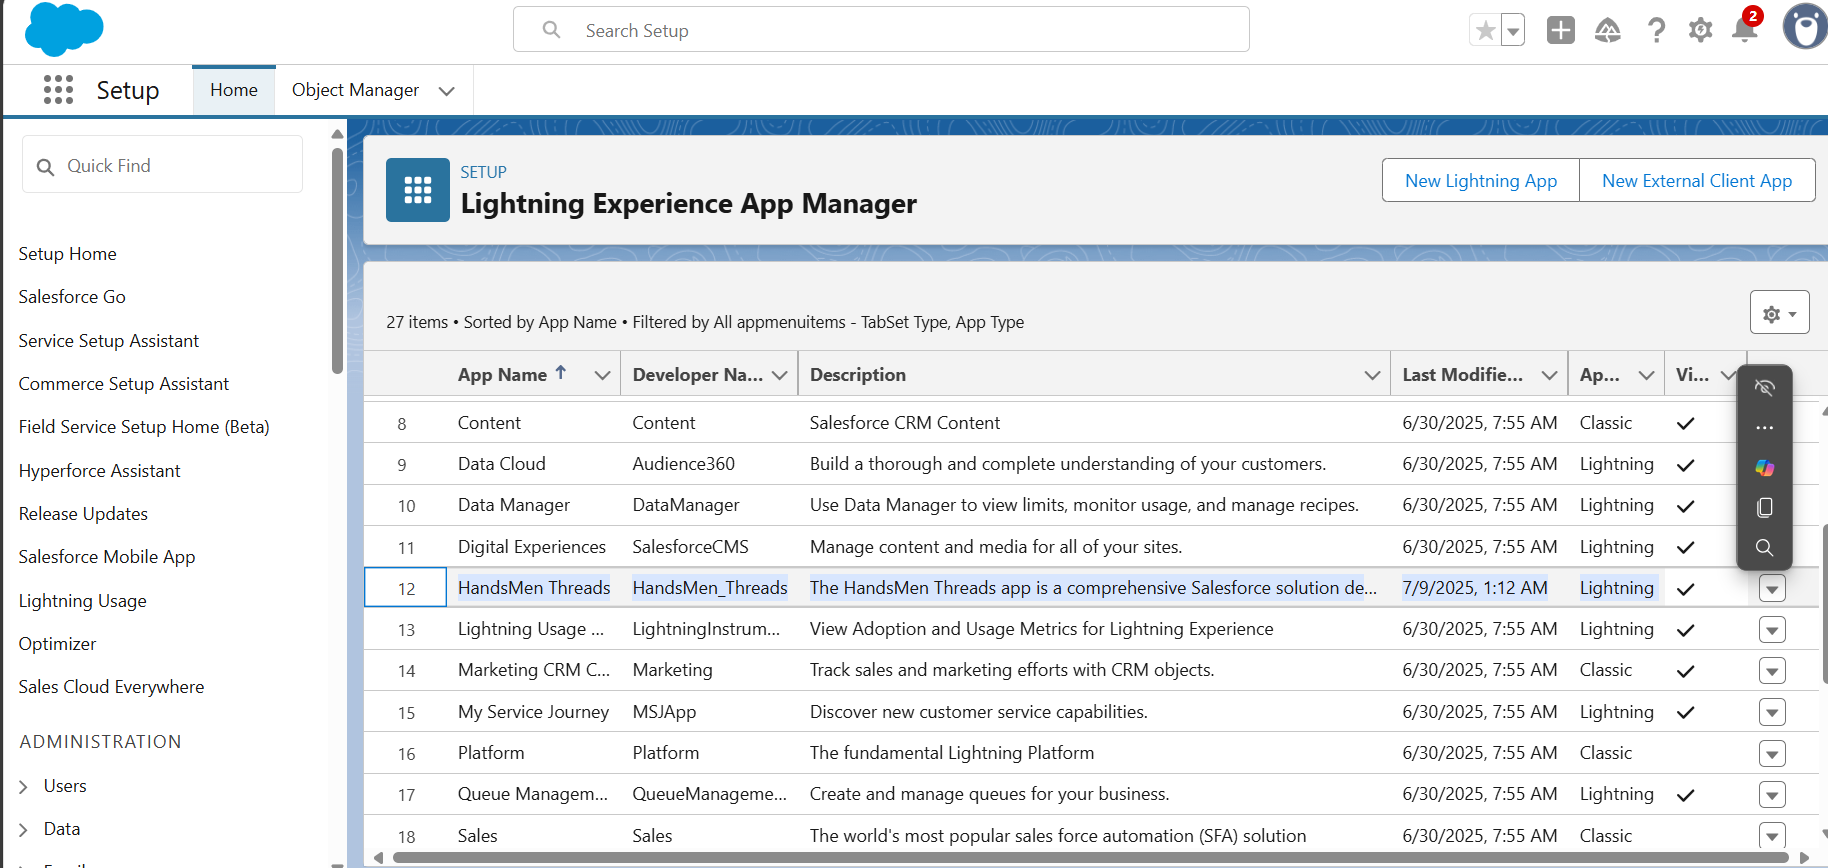 Search Setup
2
Setup
Home
Object Manager
Quick Find
Setup Home
Salesforce Go
Service Setup Assistant
Commerce Setup Assistant
Field Service Setup Home (Beta)
Hyperforce Assistant
Release Updates
Salesforce Mobile App
Lightning Usage
Optimizer
Sales Cloud Everywhere
ADMINISTRATION
Users
Data
SETUP
Lightning Experience App Manager
New Lightning App
New External Client App
27 items • Sorted by App Name • Filtered by All appmenuitems - TabSet Type, App Type
App Name ↑ Developer Na... Description Last Modifie... Ap... Vi...
8 Content Content Salesforce CRM Content 6/30/2025, 7:55 AM Classic
9 Data Cloud Audience360 Build a thorough and complete understanding of your customers. 6/30/2025, 7:55 AM Lightning
10 Data Manager DataManager Use Data Manager to view limits, monitor usage, and manage recipes. 6/30/2025, 7:55 AM Lightning
11 Digital Experiences SalesforceCMS Manage content and media for all of your sites. 6/30/2025, 7:55 AM Lightning
12 HandsMen Threads HandsMen_Threads The HandsMen Threads app is a comprehensive Salesforce solution de... 7/9/2025, 1:12 AM Lightning
13 Lightning Usage ... LightningInstrum... View Adoption and Usage Metrics for Lightning Experience 6/30/2025, 7:55 AM Lightning
14 Marketing CRM C... Marketing Track sales and marketing efforts with CRM objects. 6/30/2025, 7:55 AM Classic
15 My Service Journey MSJApp Discover new customer service capabilities. 6/30/2025, 7:55 AM Lightning
16 Platform Platform The fundamental Lightning Platform 6/30/2025, 7:55 AM Classic
17 Queue Managem... QueueManageme... Create and manage queues for your business. 6/30/2025, 7:55 AM Lightning
18 Sales Sales The world's most popular sales force automation (SFA) solution 6/30/2025, 7:55 AM Classic